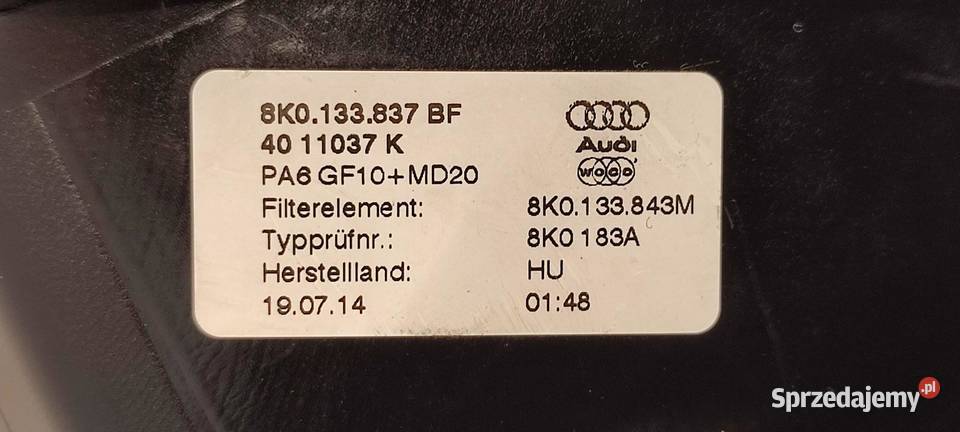 8K0.133.837 BF
40 11037 K
Audi
PA6 GF10+MD20
woco
Filterelement: 8K0.133.843M
Typprüfnr.: 8K0 183A
Herstellland: HU
19.07.14 01:48
Sprzedajemy.pl